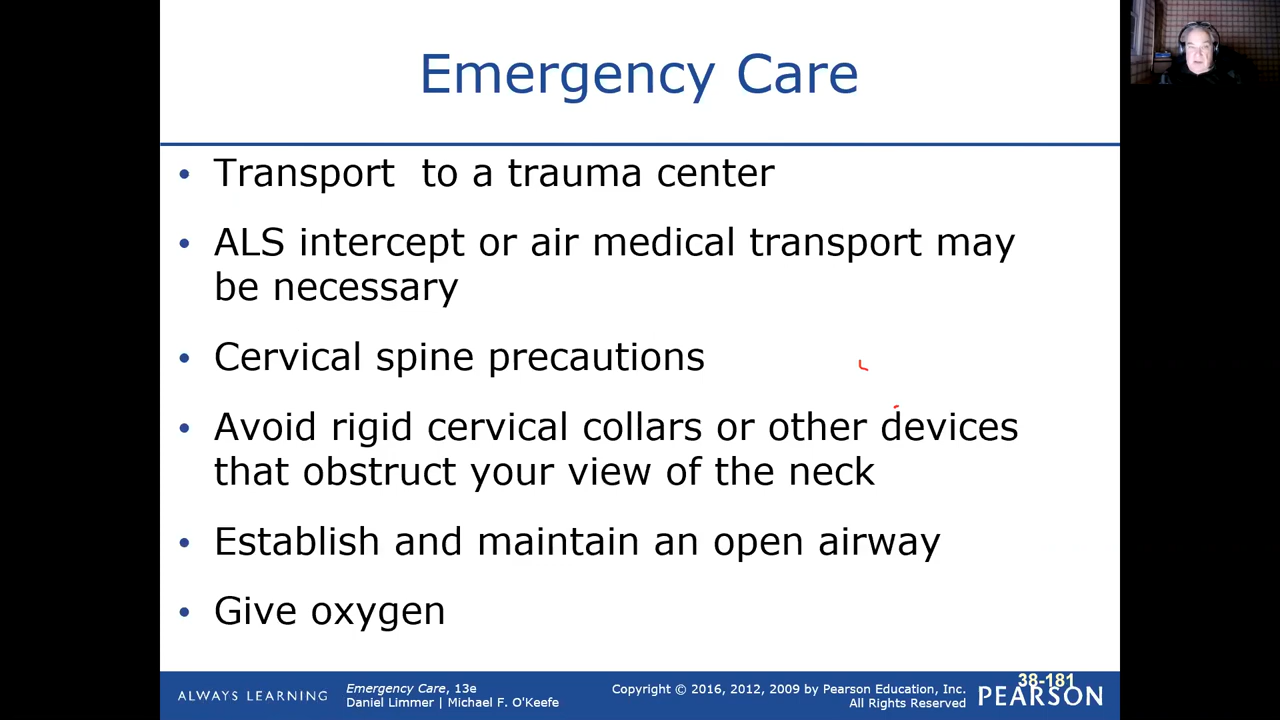 Emergency Care
• Transport  to a trauma center
• ALS intercept or air medical transport may
be necessary
• Cervical spine precautions
• Avoid rigid cervical collars or other devices
that obstruct your view of the neck
• Establish and maintain an open airway
• Give oxygen
ALWAYS LEARNING
Emergency Care, 13e
Daniel Limmer | Michael F. O'Keefe
Copyright © 2016, 2012, 2009 by Pearson Education, Inc.
All Rights Reserved
38-181
PEARSON